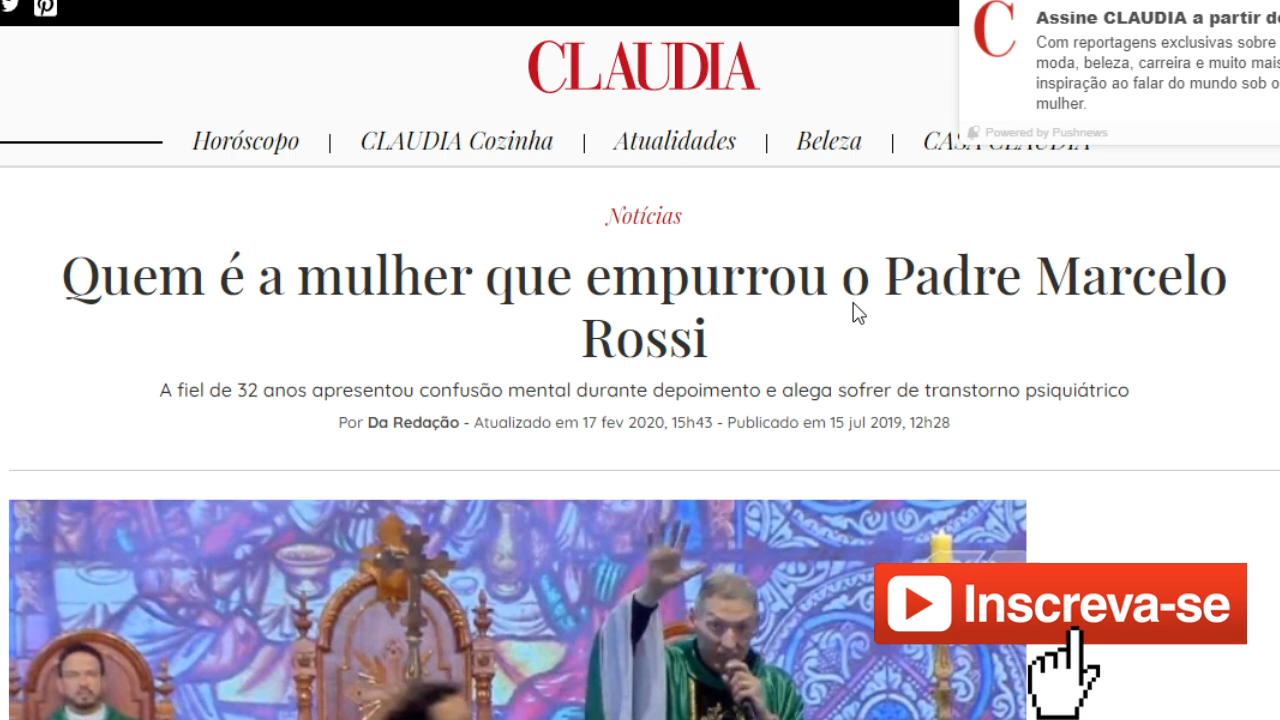 Assine CLAUDIA a partir
Com reportagens exclusivas sobre
moda, beleza, carreira e muito mais
inspiração ao falar do mundo sob
mulher.
Powered by Pushnews
CLAUDIA
Horóscopo | CLAUDIA Cozinha | Atualidades | Beleza | CASA CLAUDIA
Notícias
Quem é a mulher que empurrou o Padre Marcelo
Rossi
A fiel de 32 anos apresentou confusão mental durante depoimento e alega sofrer de transtorno psiquiátrico
Por Da Redação - Atualizado em 17 fev 2020, 15h43 - Publicado em 15 jul 2019, 12h28
Inscreva-se